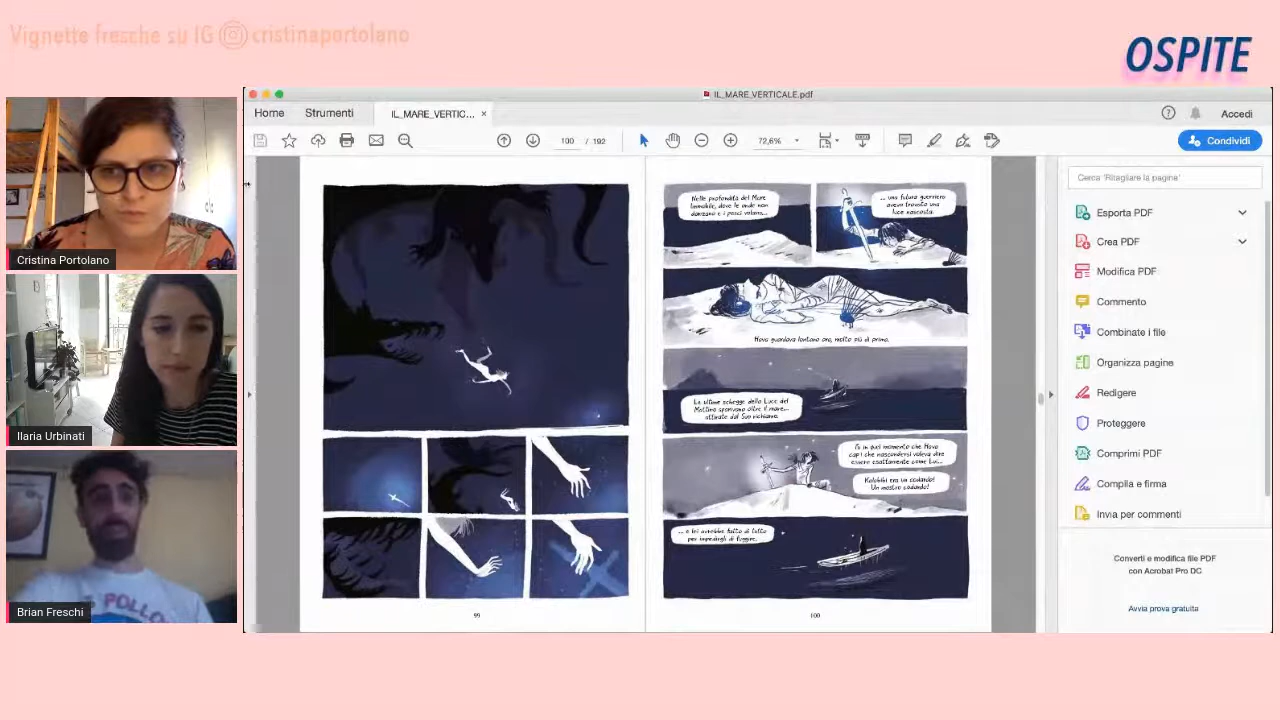 Vignette fresche su IG cristinaportolano
OSPITE
IL_MARE_VERTICALE.pdf
Home
Strumenti
IL_MARE_VERTIC... ×
Accedi
100 / 192
72,6%
Condividi
Cerca 'Ritagliare la pagine'
Esporta PDF
Crea PDF
Modifica PDF
Commento
Combinate i file
Organizza pagine
Redigere
Proteggere
Comprimi PDF
Compila e firma
Invia per commenti
Converti e modifica file PDF
con Acrobat Pro DC
Avvia prova gratuita
Cristina Portolano
Ilaria Urbinati
Brian Freschi
POLLO
Nelle profondità del Mare
Immobile, dove le onde non
danzano e i pesci volano...
... una futura guerriera
aveva trovato una
luce nascosta.
Hovo guardava lontano ora, molto più di prima.
Le ultime schegge della Luce del
Mattino sparivano oltre il mare...
attirate dal Suo richiamo.
Fu in quel momento che Hovo
capì che nascondersi voleva dire
essere esattamente come Lui...
era un codardo!
Un mostro codardo!
... e lei avrebbe fatto di tutto
per impedirgli di fuggire.
99
100